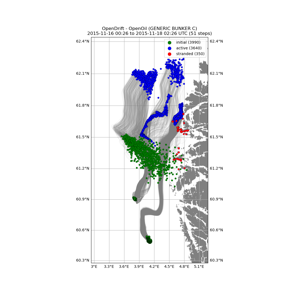 OpenDrift - OpenOil (GENERIC BUNKER C)
2015-11-16 00:26 to 2015-11-18 02:26 UTC (51 steps)
initial (3990)
active (3640)
stranded (350)
62.4°N 62.4°N
62.1°N 62.1°N
61.8°N 61.8°N
61.5°N 61.5°N
61.2°N 61.2°N
60.9°N 60.9°N
60.6°N 60.6°N
60.3°N 60.3°N
3°E 3.3°E 3.6°E 3.9°E 4.2°E 4.5°E 4.8°E 5.1°E